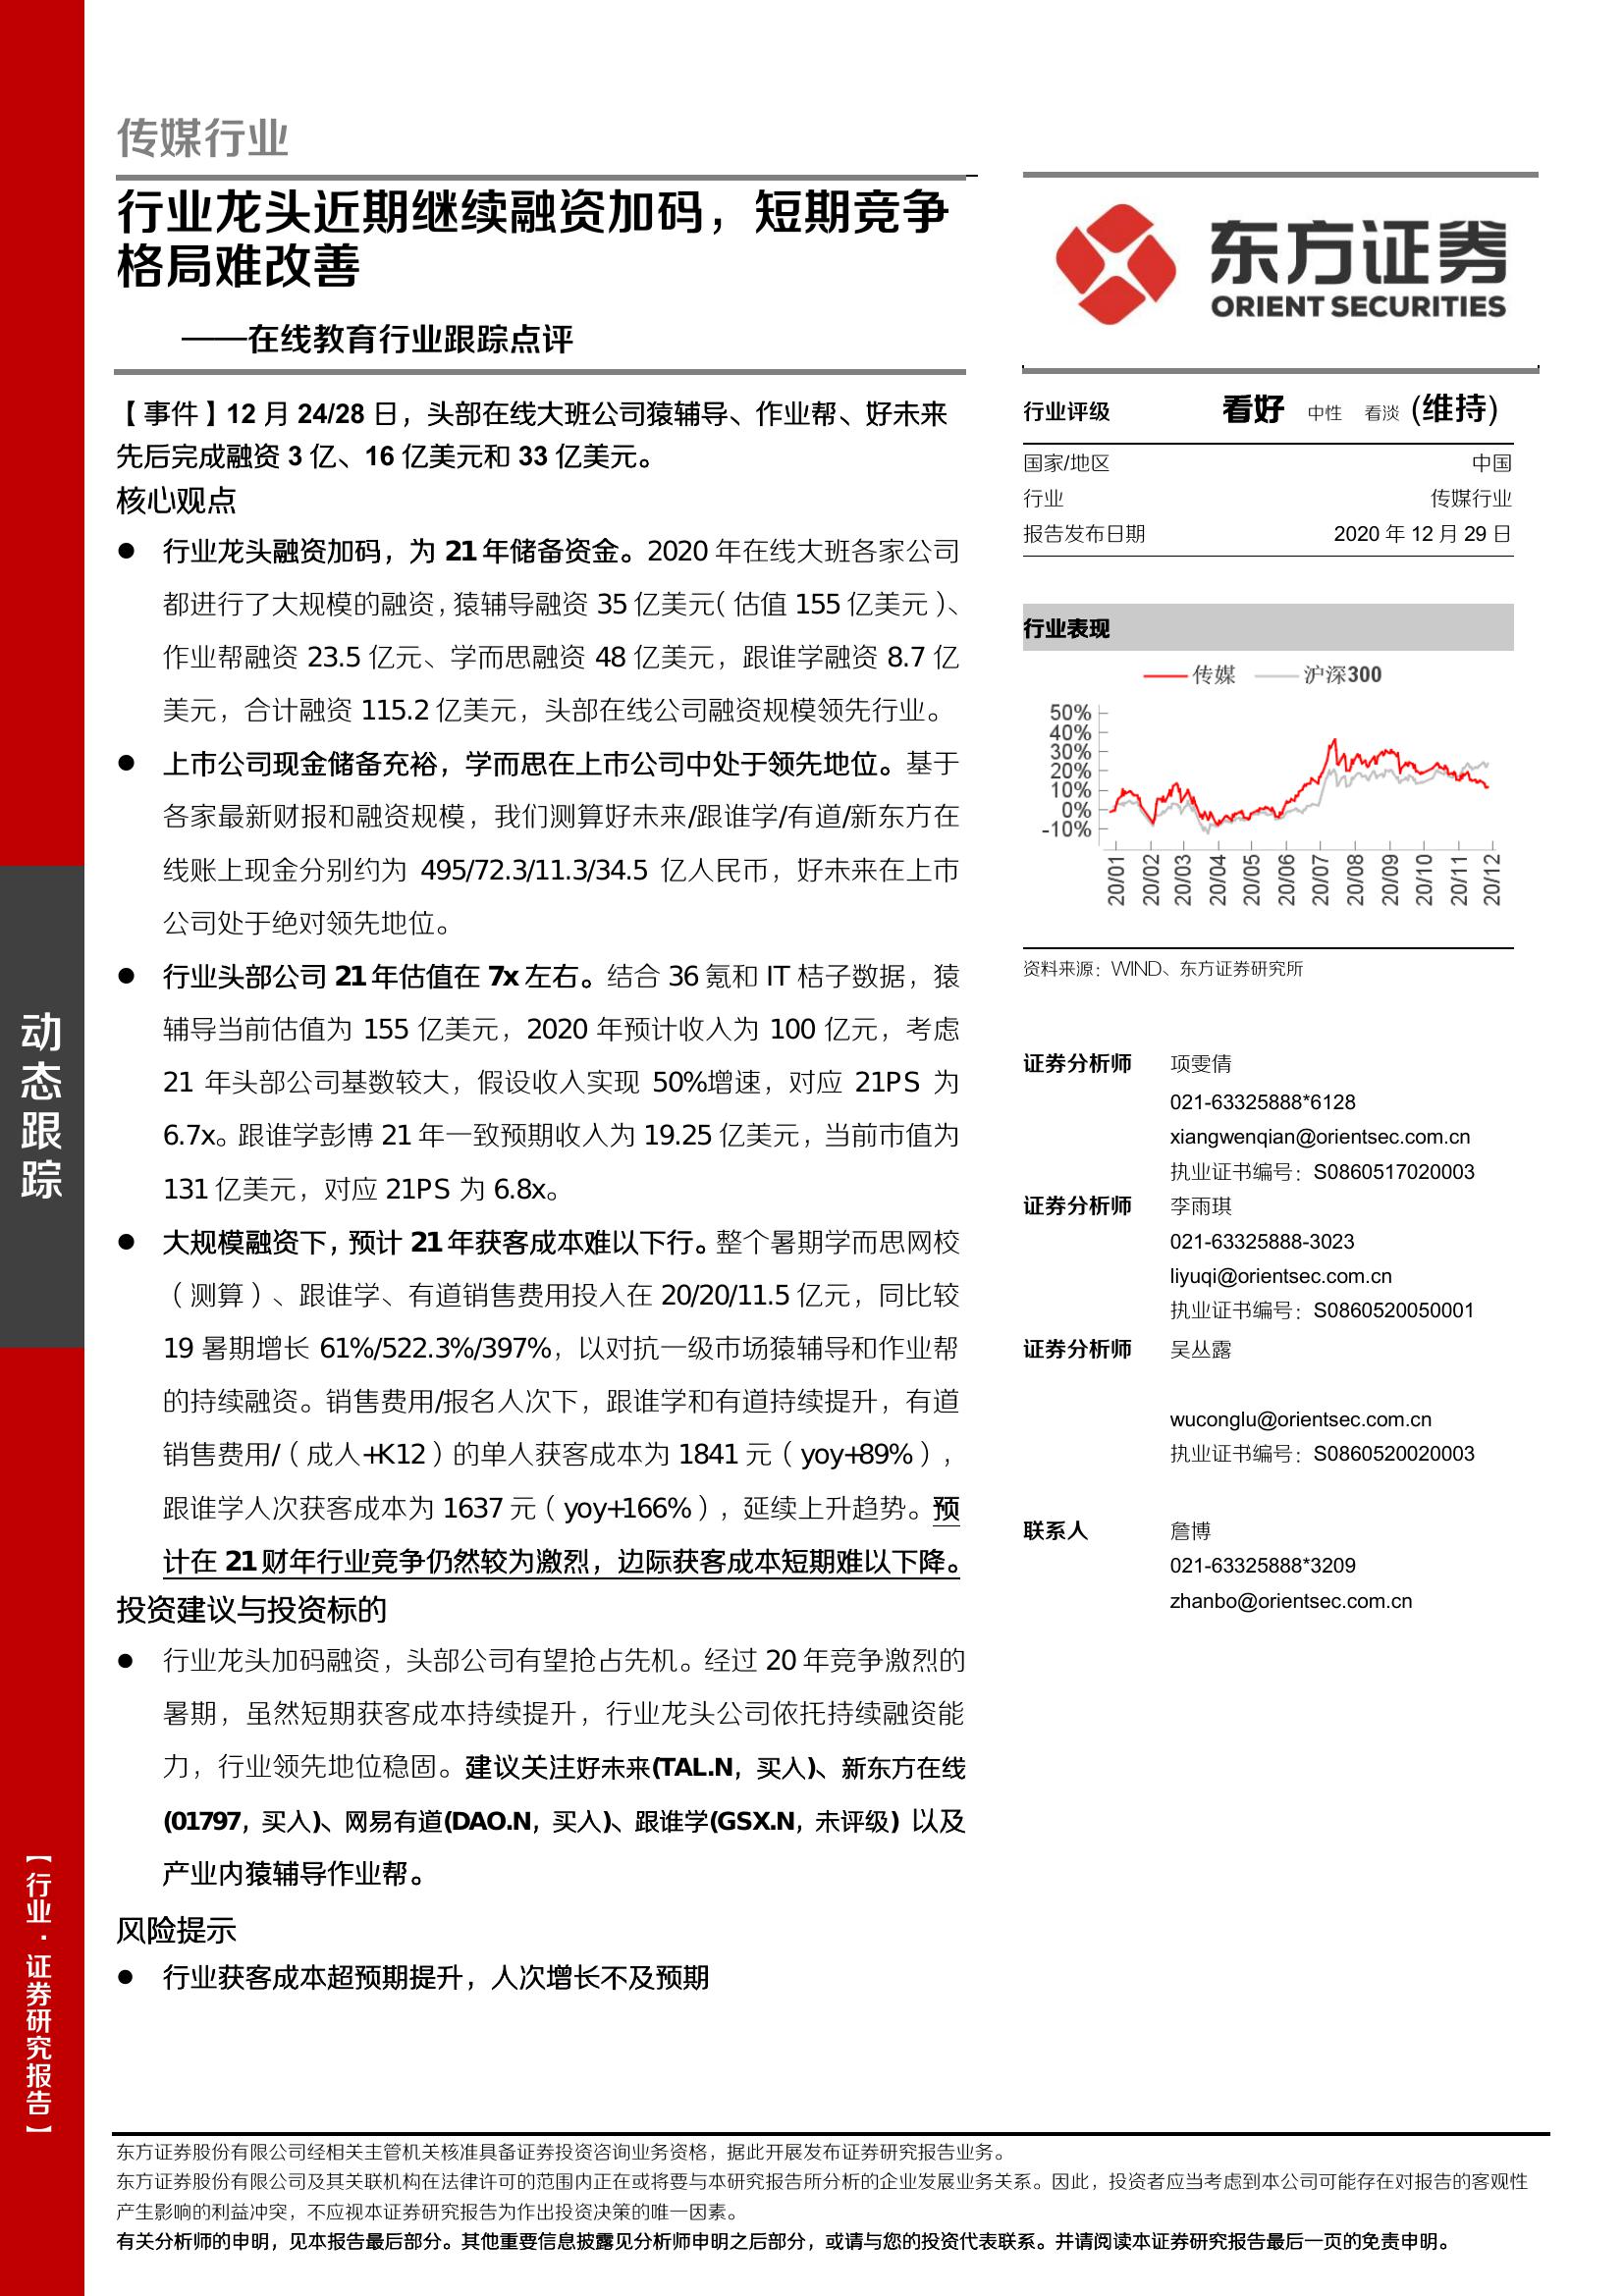 传媒行业
行业龙头近期继续融资加码，短期竞争
格局难改善
——在线教育行业跟踪点评
【事件】12 月 24/28 日，头部在线大班公司猿辅导、作业帮、好未来
先后完成融资 3 亿、16 亿美元和 33 亿美元。
核心观点
● 行业龙头融资加码，为 21 年储备资金。2020 年在线大班各家公司
都进行了大规模的融资，猿辅导融资 35 亿美元（估值 155 亿美元）、
作业帮融资 23.5 亿元、学而思融资 48 亿美元，跟谁学融资 8.7 亿
美元，合计融资 115.2 亿美元，头部在线公司融资规模领先行业。
● 上市公司现金储备充裕，学而思在上市公司中处于领先地位。基于
各家最新财报和融资规模，我们测算好未来/跟谁学/有道/新东方在
线账上现金分别约为 495/72.3/11.3/34.5 亿人民币，好未来在上市
公司处于绝对领先地位。
● 行业头部公司 21 年估值在 7x 左右。结合 36 氪和 IT 桔子数据，猿
辅导当前估值为 155 亿美元，2020 年预计收入为 100 亿元，考虑
21 年头部公司基数较大，假设收入实现 50%增速，对应 21PS 为
6.7x。跟谁学彭博 21 年一致预期收入为 19.25 亿美元，当前市值为
131 亿美元，对应 21PS 为 6.8x。
● 大规模融资下，预计 21 年获客成本难以下行。整个暑期学而思网校
（测算）、跟谁学、有道销售费用投入在 20/20/11.5 亿元，同比较
19 暑期增长 61%/522.3%/397%，以对抗一级市场猿辅导和作业帮
的持续融资。销售费用/报名人次下，跟谁学和有道持续提升，有道
销售费用/（成人+K12）的单人获客成本为 1841 元（yoy+89%），
跟谁学人次获客成本为 1637 元（yoy+166%），延续上升趋势。预
计在 21 财年行业竞争仍然较为激烈，边际获客成本短期难以下降。
投资建议与投资标的
● 行业龙头加码融资，头部公司有望抢占先机。经过 20 年竞争激烈的
暑期，虽然短期获客成本持续提升，行业龙头公司依托持续融资能
力，行业领先地位稳固。建议关注好未来(TAL.N，买入)、新东方在线
(01797，买入)、网易有道(DAO.N，买入)、跟谁学(GSX.N，未评级) 以及
产业内猿辅导作业帮。
风险提示
● 行业获客成本超预期提升，人次增长不及预期
东方证券
ORIENT SECURITIES
行业评级 看好 中性 看淡 (维持)
国家/地区 中国
行业 传媒行业
报告发布日期 2020 年 12 月 29 日
行业表现
传媒 沪深300
50%
40%
30%
20%
10%
0%
-10%
20/01 20/02 20/03 20/04 20/05 20/06 20/07 20/08 20/09 20/10 20/11 20/12
资料来源：WIND、东方证券研究所
证券分析师 项雯倩
021-63325888*6128
xiangwenqian@orientsec.com.cn
执业证书编号：S0860517020003
证券分析师 李雨琪
021-63325888-3023
liyuqi@orientsec.com.cn
执业证书编号：S0860520050001
证券分析师 吴丛露
wuconglu@orientsec.com.cn
执业证书编号：S0860520020003
联系人 詹博
021-63325888*3209
zhanbo@orientsec.com.cn
动态跟踪
【行业·证券研究报告】
东方证券股份有限公司经相关主管机关核准具备证券投资咨询业务资格，据此开展发布证券研究报告业务。
东方证券股份有限公司及其关联机构在法律许可的范围内正在或将要与本研究报告所分析的企业发展业务关系。因此，投资者应当考虑到本公司可能存在对报告的客观性
产生影响的利益冲突，不应视本证券研究报告为作出投资决策的唯一因素。
有关分析师的申明，见本报告最后部分。其他重要信息披露见分析师申明之后部分，或请与您的投资代表联系。并请阅读本证券研究报告最后一页的免责申明。